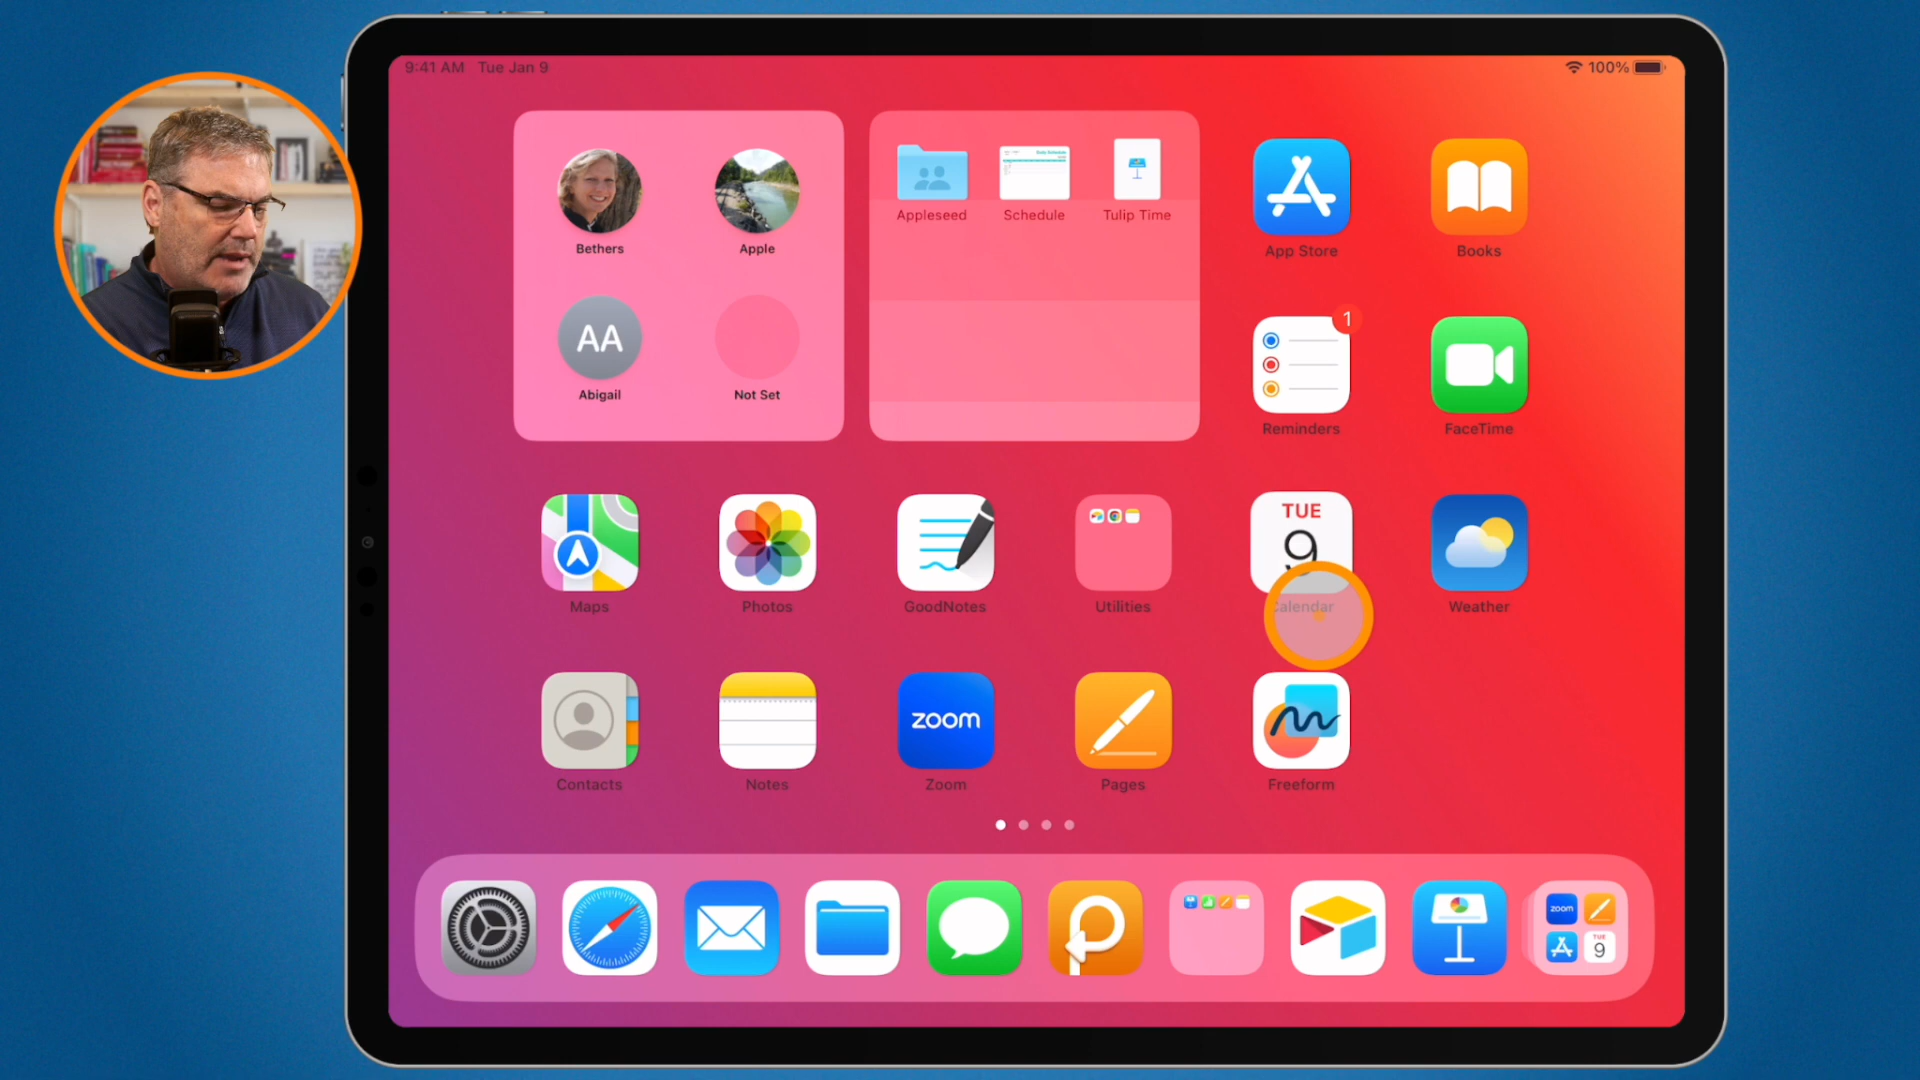 9:41 AM Tue Jan 9
100%
Bethers
Apple
AA
Abigail
Not Set
Appleseed
Schedule
Tulip Time
App Store
Books
1
Reminders
FaceTime
Maps
Photos
GoodNotes
Utilities
TUE
9
Calendar
Weather
Contacts
Notes
zoom
Zoom
Pages
Freeform
zoom
TUE
9